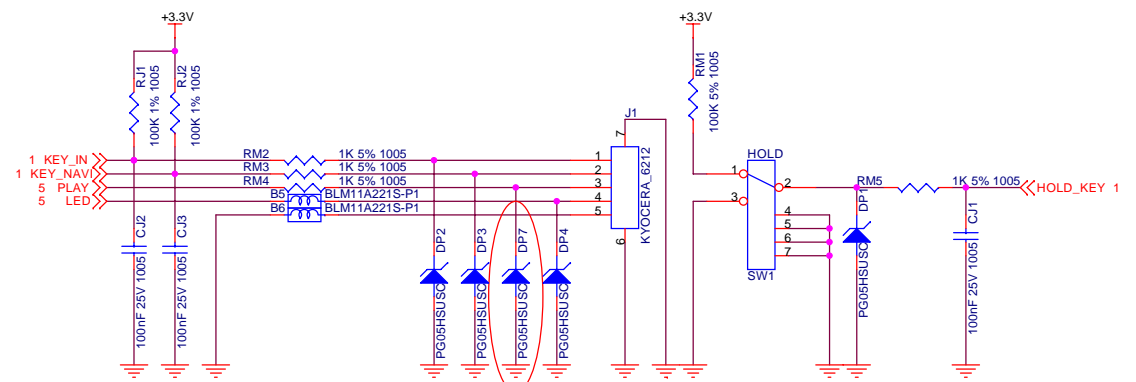 +3.3V
+3.3V
RJ1
100K 1% 1005
RJ2
100K 1% 1005
RM1
100K 5% 1005
J1
7
HOLD
1 KEY_IN
RM2
1K 5% 1005
1
1 KEY_NAVI
RM3
1K 5% 1005
2
5 PLAY
RM4
1K 5% 1005
3
5 LED
B5
BLM11A221S-P1
4
B6
BLM11A221S-P1
5
KYOCERA_6212
6
1
2
3
4
5
6
7
SW1
RM5
1K 5% 1005
HOLD_KEY 1
CJ2
100nF 25V 1005
CJ3
100nF 25V 1005
DP2
PG05HSUSC
DP3
PG05HSUSC
DP7
PG05HSUSC
DP4
PG05HSUSC
DP1
PG05HSUSC
CJ1
100nF 25V 1005